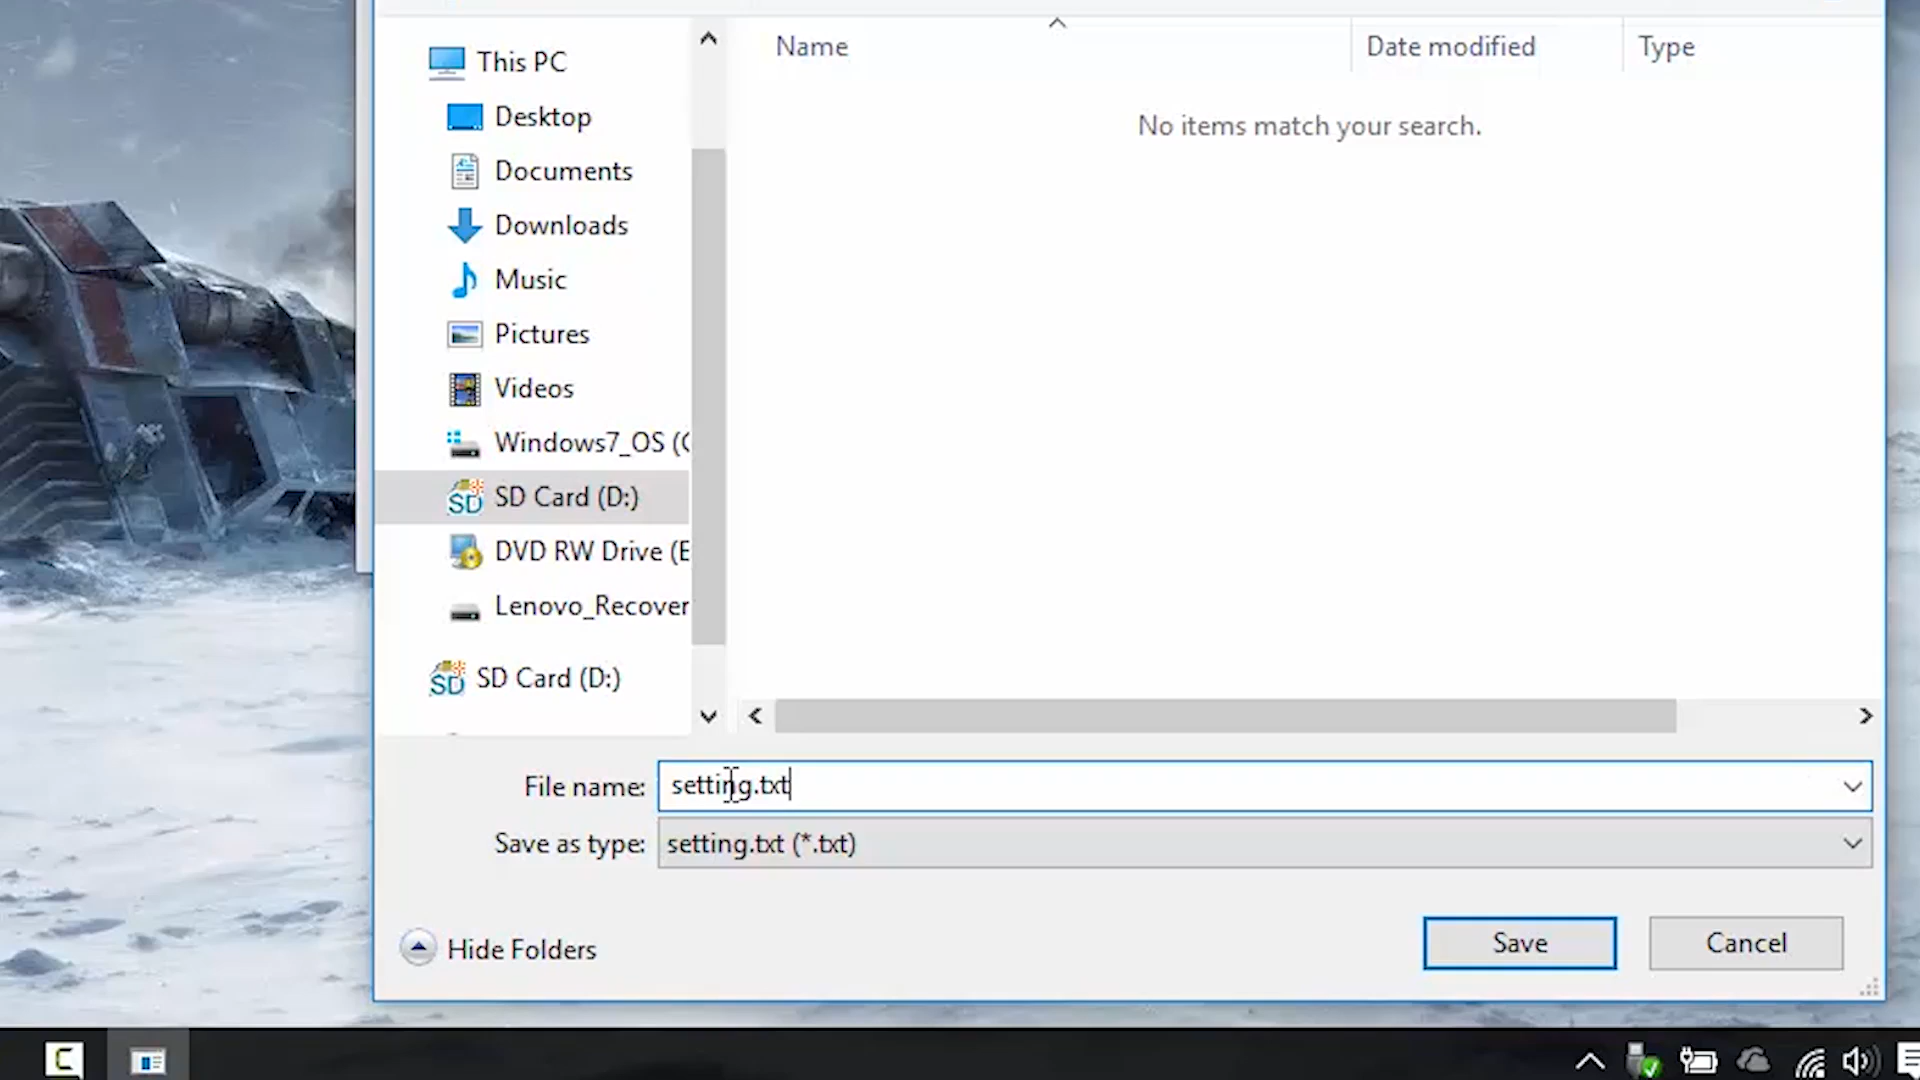 Name
Date modified
Type
This PC
Desktop
Documents
Downloads
Music
Pictures
Videos
Windows7_OS (C
SD Card (D:)
DVD RW Drive (E
Lenovo_Recover
SD Card (D:)
No items match your search.
File name: setting.txt
Save as type: setting.txt (*.txt)
Hide Folders
Save
Cancel